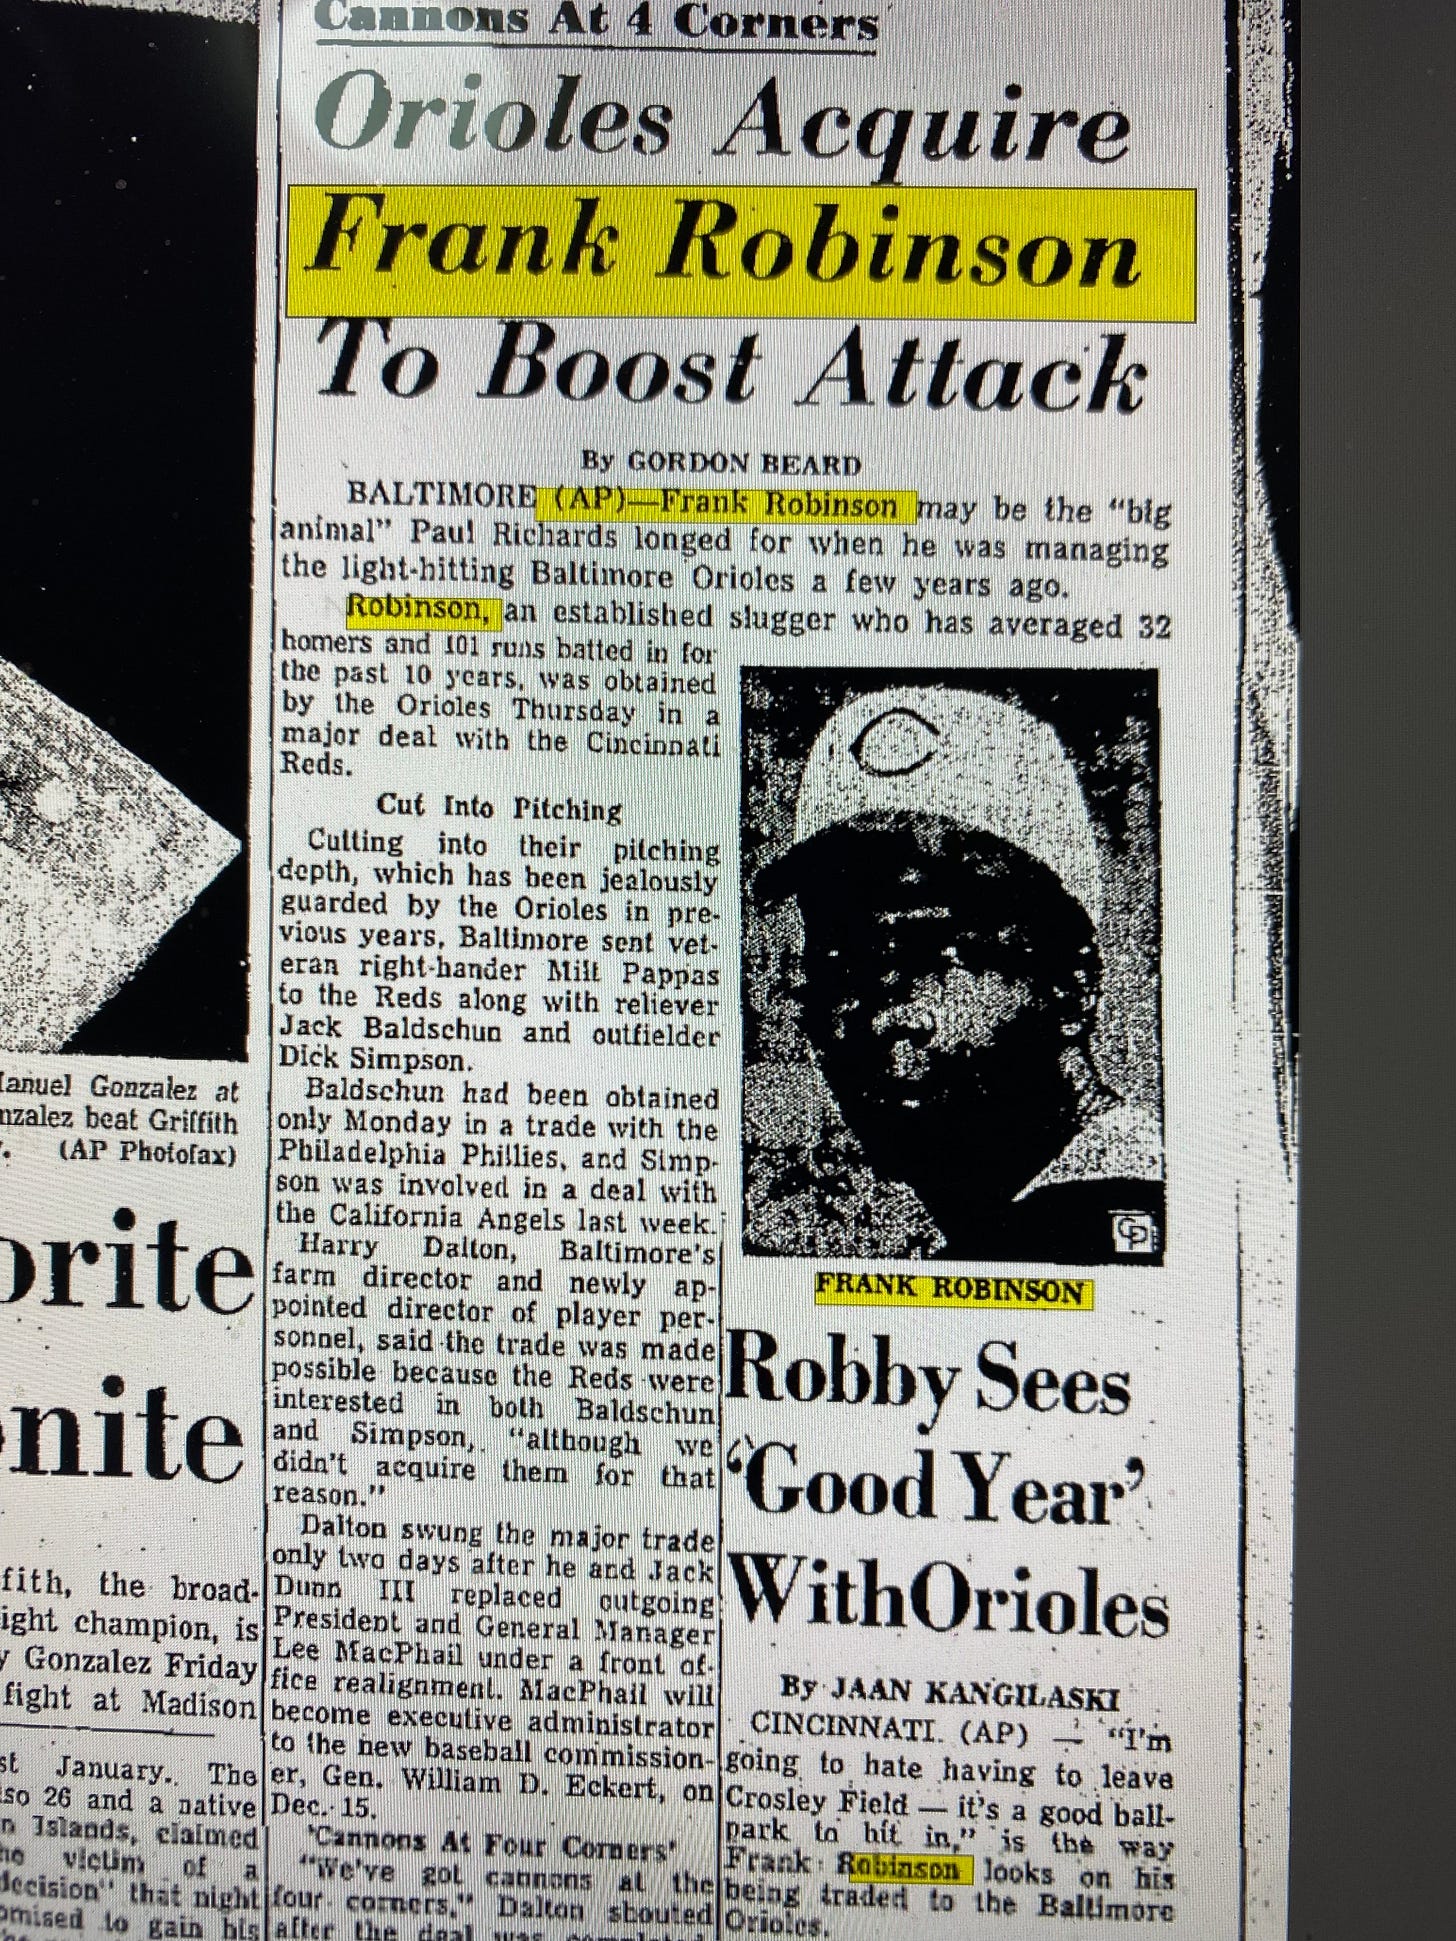 Cannons At 4 Corners
Orioles Acquire
Frank Robinson
To Boost Attack
By GORDON BEARD
BALTIMORE (AP)—Frank Robinson may be the "big
animal" Paul Richards longed for when he was managing
the light-hitting Baltimore Orioles a few years ago.
Robinson, an established slugger who has averaged 32
homers and 101 runs batted in for
the past 10 years, was obtained
by the Orioles Thursday in a
major deal with the Cincinnati
Reds.
Cut Into Pitching
Cutting into their pitching
depth, which has been jealously
guarded by the Orioles in pre-
vious years, Baltimore sent vet-
eran right-hander Milt Pappas
to the Reds along with reliever
Jack Baldschun and outfielder
Dick Simpson.
Baldschun had been obtained
only Monday in a trade with the
Philadelphia Phillies, and Simp-
son was involved in a deal with
the California Angels last week.
Harry Dalton, Baltimore's
farm director and newly ap-
pointed director of player per-
sonnel, said the trade was made
possible because the Reds were
interested in both Baldschun
and Simpson, "although we
didn't acquire them for that
reason."
Dalton swung the major trade
only two days after he and Jack
Dunn III replaced outgoing
President and General Manager
Lee MacPhail under a front of-
fice realignment. MacPhail will
become executive administrator
to the new baseball commission-
er, Gen. William D. Eckert, on
Dec. 15.
'Cannons At Four Corners'
"We've got cannons at the
four corners," Dalton shouted
after the deal was
CP
FRANK ROBINSON
Robby Sees
'Good Year'
With Orioles
By JAAN KANGILASKI
CINCINNATI. (AP) — "I'm
going to hate having to leave
Crosley Field — it's a good ball-
park to hit in," is the way
Frank Robinson looks on his
being traded to the Baltimore
Orioles.
anuel Gonzalez at
nzalez beat Griffith
. (AP Photofax)
orite
nite
fith, the broad-
ight champion, is
y Gonzalez Friday
fight at Madison
st January. The
so 26 and a native
n Islands, claimed
victim of a
decision" that night
omised to gain his